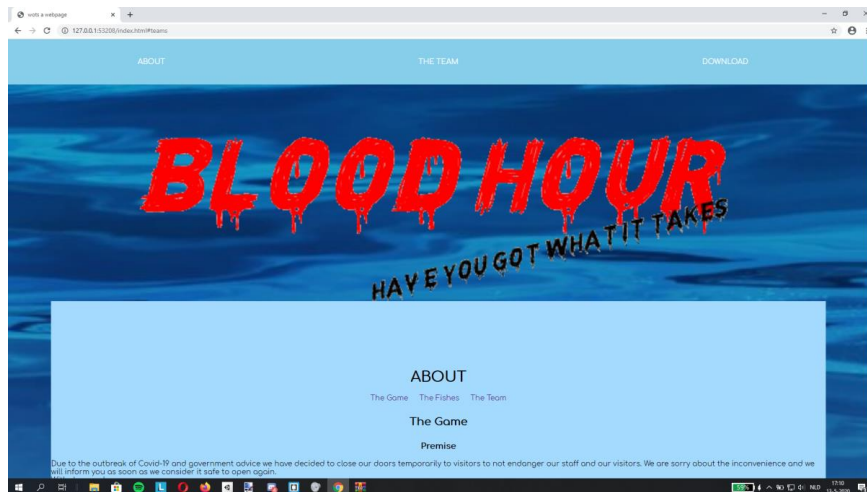 wots a webpage
127.0.0.1:53208/index.html#teams
ABOUT THE TEAM DOWNLOAD
BLOOD HOUR
HAVE YOU GOT WHAT IT TAKES
ABOUT
The Game The Fishes The Team
The Game
Premise
Due to the outbreak of Covid-19 and government advice we have decided to close our doors temporarily to visitors to not endanger our staff and our visitors. We are sorry about the inconvenience and we
will inform you as soon as we consider it safe to open again.
59% NLD 17:10